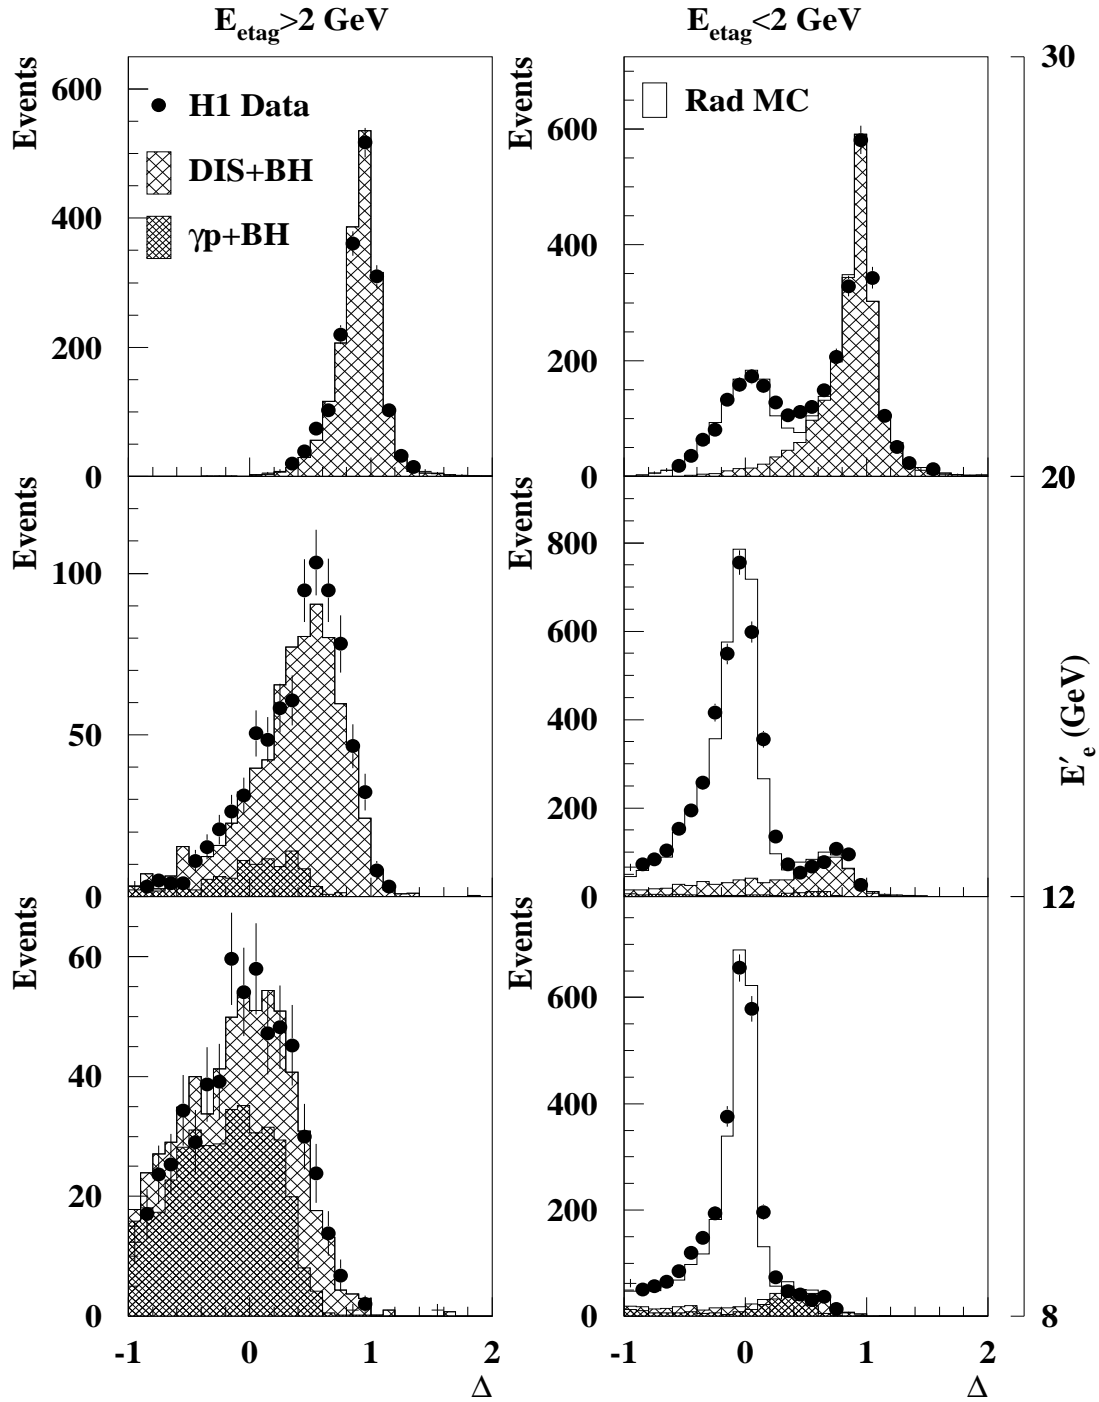 E_etag>2 GeV
E_etag<2 GeV
Events
600
400
200
0
H1 Data
DIS+BH
γp+BH
Events
600
400
200
0
Rad MC
30
20
Events
100
50
0
Events
800
600
400
200
0
E′_e (GeV)
12
Events
60
40
20
0
-1 0 1 2
Δ
Events
600
400
200
0
-1 0 1 2
Δ
8